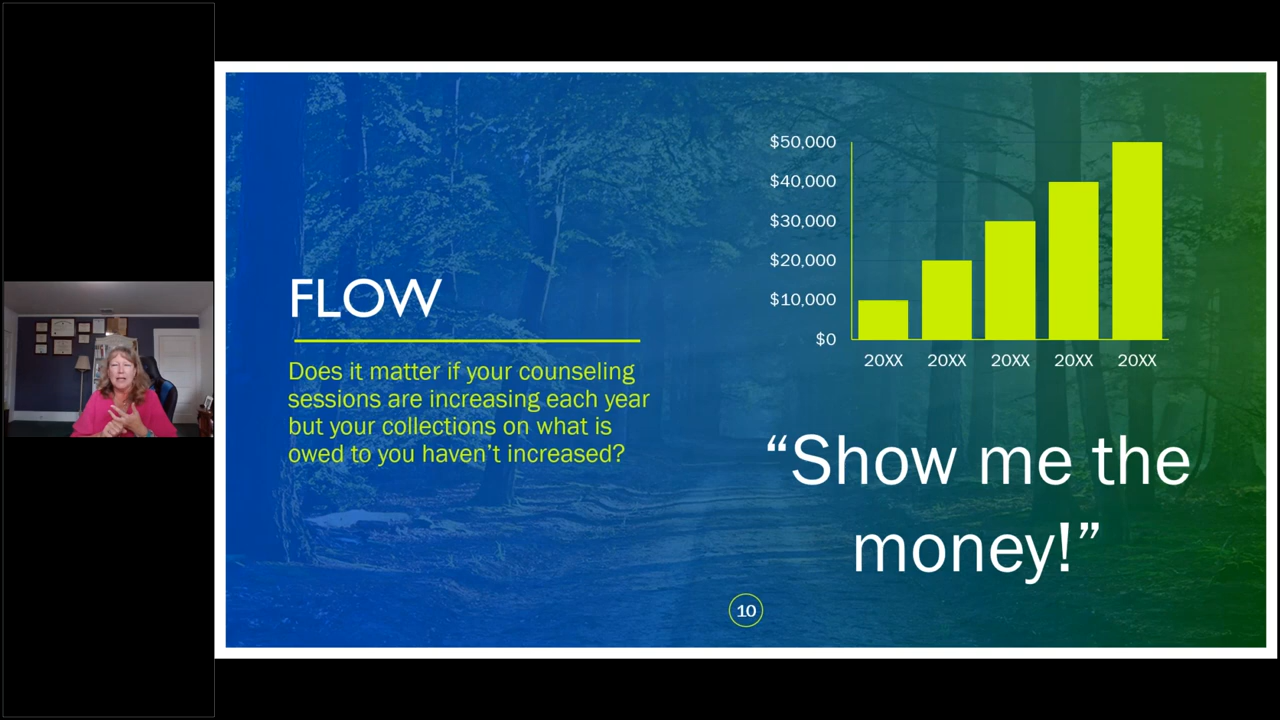 FLOW
Does it matter if your counseling
sessions are increasing each year
but your collections on what is
owed to you haven’t increased?
$50,000
$40,000
$30,000
$20,000
$10,000
$0
20XX 20XX 20XX 20XX 20XX
“Show me the
money!”
10